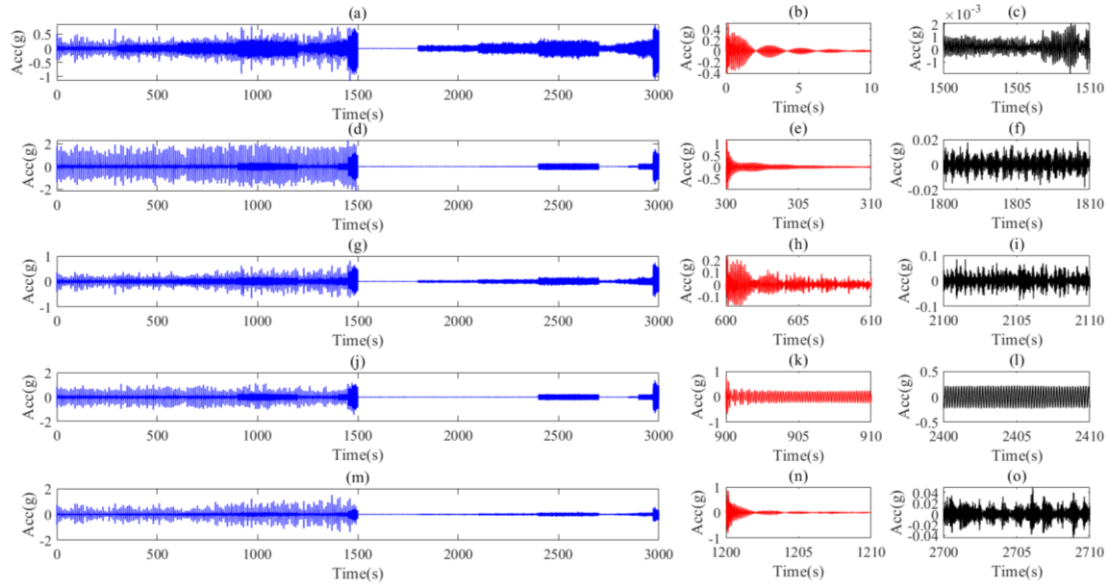 (a) (b) (c)
Acc(g) 0.5 0 -0.5 -1 Acc(g) 0.4 0.2 0 -0.2 -0.4 Acc(g) ×10⁻³ 2 1 0 -1
0 500 1000 1500 2000 2500 3000 0 5 10 1500 1505 1510
Time(s) Time(s) Time(s)
(d) (e) (f)
Acc(g) 2 0 -2 Acc(g) 1 0.5 0 -0.5 Acc(g) 0.02 0 -0.02
0 500 1000 1500 2000 2500 3000 300 305 310 1800 1805 1810
Time(s) Time(s) Time(s)
(g) (h) (i)
Acc(g) 1 0 -1 Acc(g) 0.2 0.1 0 -0.1 Acc(g) 0.1 0 -0.1
0 500 1000 1500 2000 2500 3000 600 605 610 2100 2105 2110
Time(s) Time(s) Time(s)
(j) (k) (l)
Acc(g) 2 0 -2 Acc(g) 1 0 -1 Acc(g) 0.5 0 -0.5
0 500 1000 1500 2000 2500 3000 900 905 910 2400 2405 2410
Time(s) Time(s) Time(s)
(m) (n) (o)
Acc(g) 2 0 -2 Acc(g) 1 0 -1 Acc(g) 0.04 0.02 0 -0.02 -0.04
0 500 1000 1500 2000 2500 3000 1200 1205 1210 2700 2705 2710
Time(s) Time(s) Time(s)